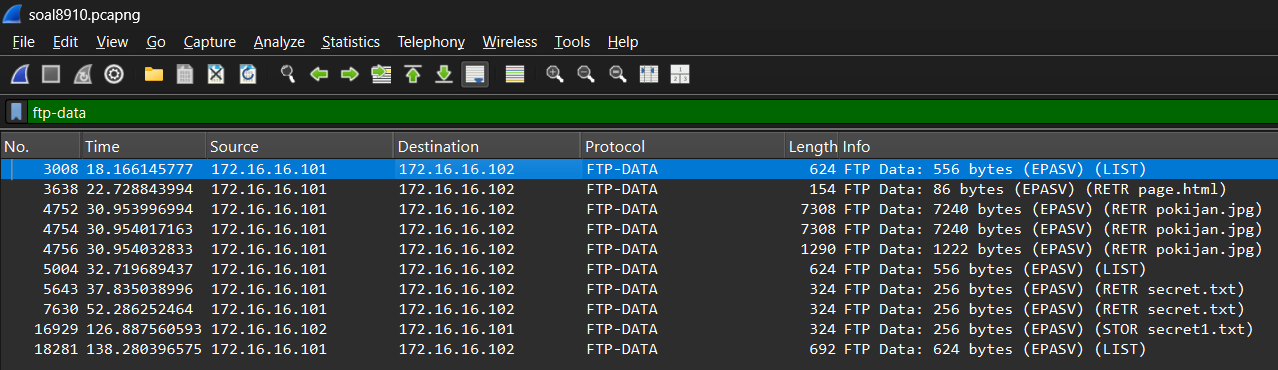 soal8910.pcapng
File Edit View Go Capture Analyze Statistics Telephony Wireless Tools Help
ftp-data
No. Time Source Destination Protocol Length Info
3008 18.166145777 172.16.16.101 172.16.16.102 FTP-DATA 624 FTP Data: 556 bytes (EPASV) (LIST)
3638 22.728843994 172.16.16.101 172.16.16.102 FTP-DATA 154 FTP Data: 86 bytes (EPASV) (RETR page.html)
4752 30.953996994 172.16.16.101 172.16.16.102 FTP-DATA 7308 FTP Data: 7240 bytes (EPASV) (RETR pokijan.jpg)
4754 30.954017163 172.16.16.101 172.16.16.102 FTP-DATA 7308 FTP Data: 7240 bytes (EPASV) (RETR pokijan.jpg)
4756 30.954032833 172.16.16.101 172.16.16.102 FTP-DATA 1290 FTP Data: 1222 bytes (EPASV) (RETR pokijan.jpg)
5004 32.719689437 172.16.16.101 172.16.16.102 FTP-DATA 624 FTP Data: 556 bytes (EPASV) (LIST)
5643 37.835038996 172.16.16.101 172.16.16.102 FTP-DATA 324 FTP Data: 256 bytes (EPASV) (RETR secret.txt)
7630 52.286252464 172.16.16.101 172.16.16.102 FTP-DATA 324 FTP Data: 256 bytes (EPASV) (RETR secret.txt)
16929 126.887560593 172.16.16.102 172.16.16.101 FTP-DATA 324 FTP Data: 256 bytes (EPASV) (STOR secret1.txt)
18281 138.280396575 172.16.16.101 172.16.16.102 FTP-DATA 692 FTP Data: 624 bytes (EPASV) (LIST)